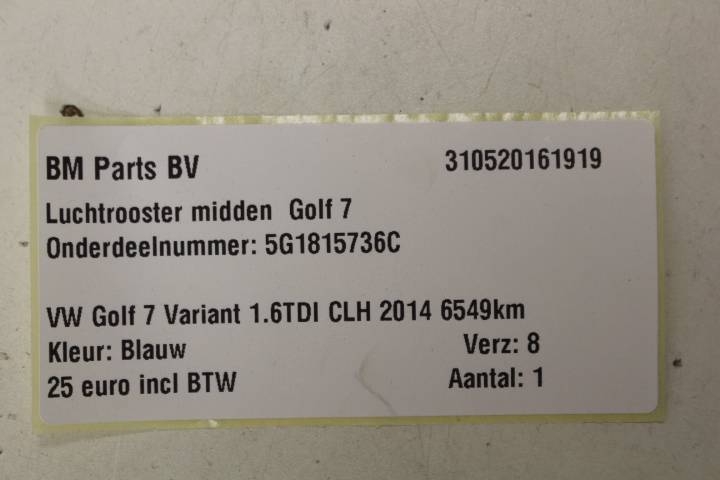 BM Parts BV 310520161919
Luchtrooster midden Golf 7
Onderdeelnummer: 5G1815736C
VW Golf 7 Variant 1.6TDI CLH 2014 6549km
Kleur: Blauw Verz: 8
25 euro incl BTW Aantal: 1